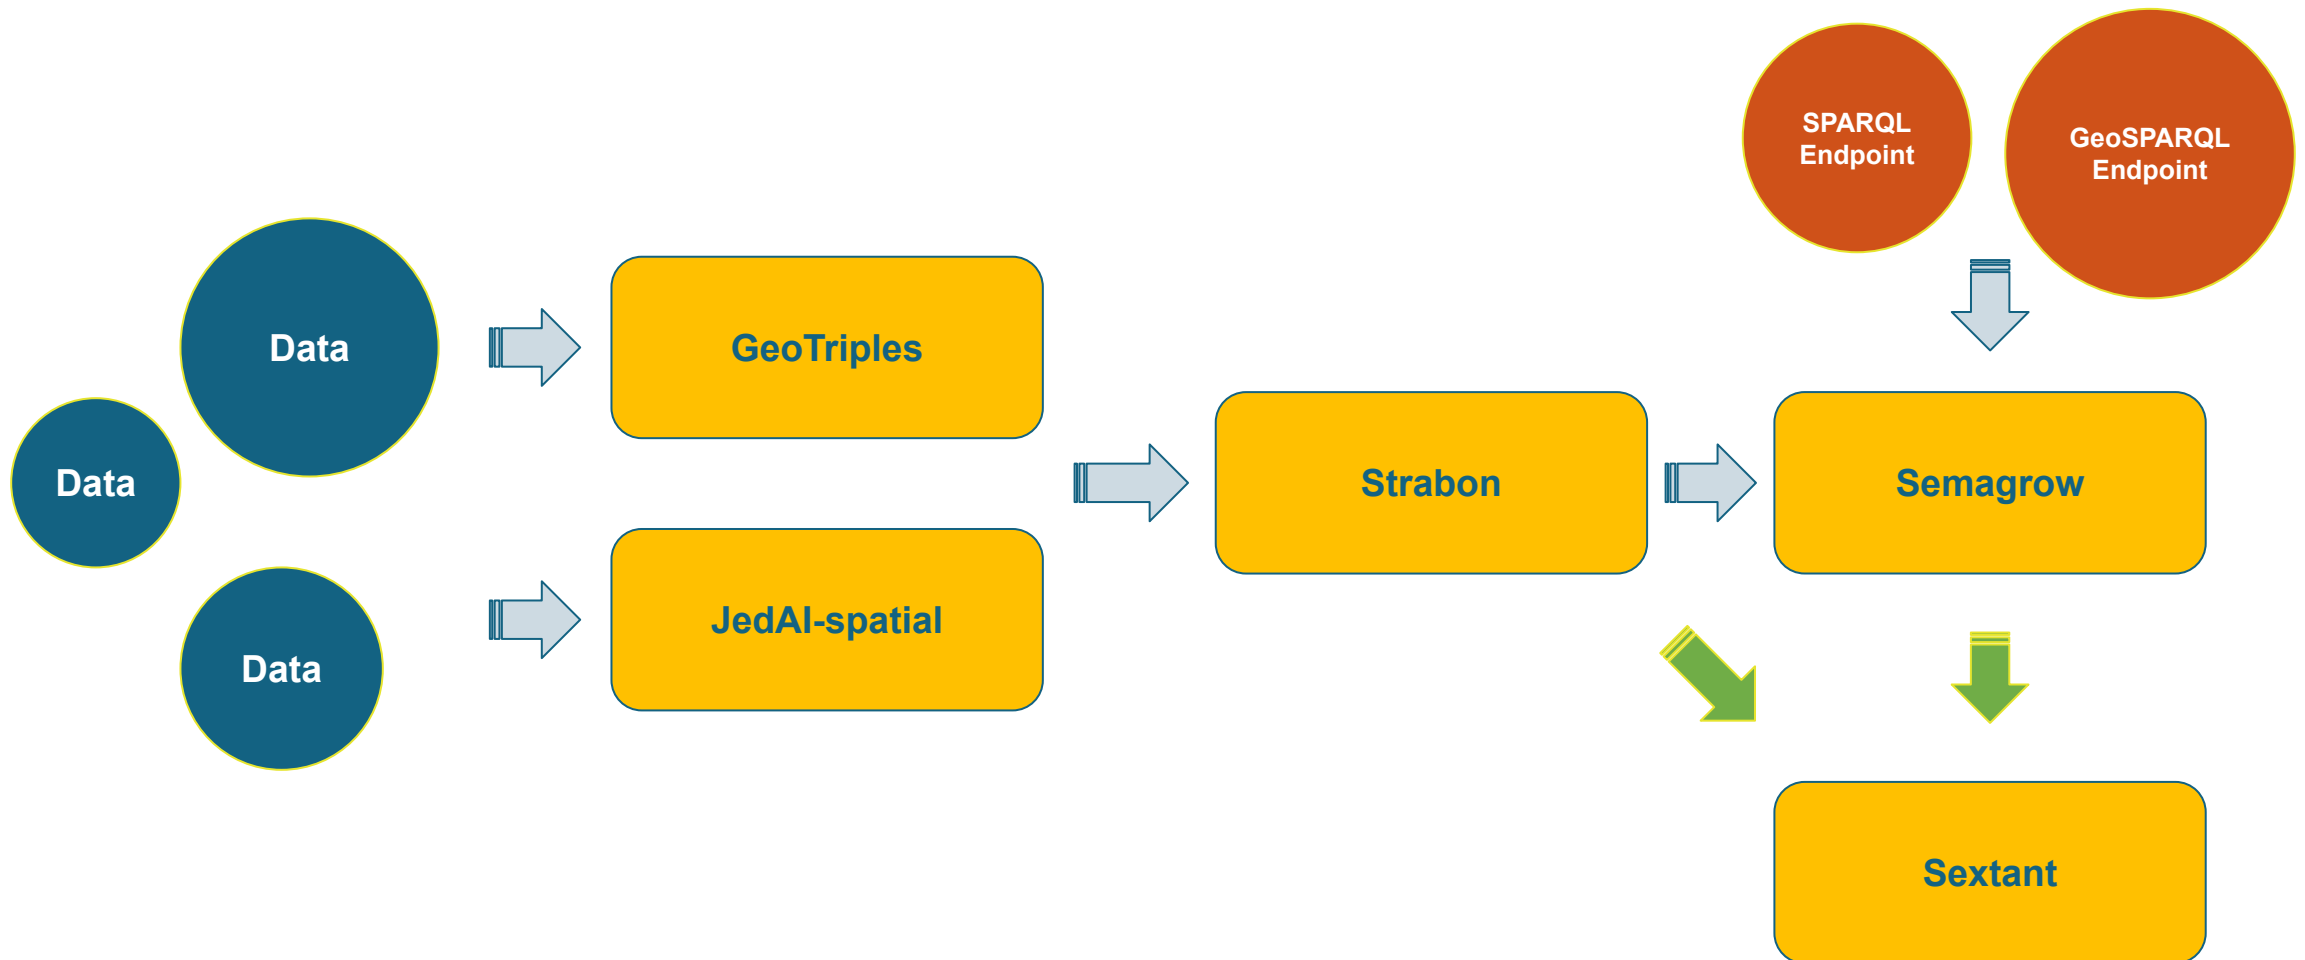 SPARQL
Endpoint
GeoSPARQL
Endpoint
Data
GeoTriples
Data
Strabon
Semagrow
JedAI-spatial
Data
Sextant